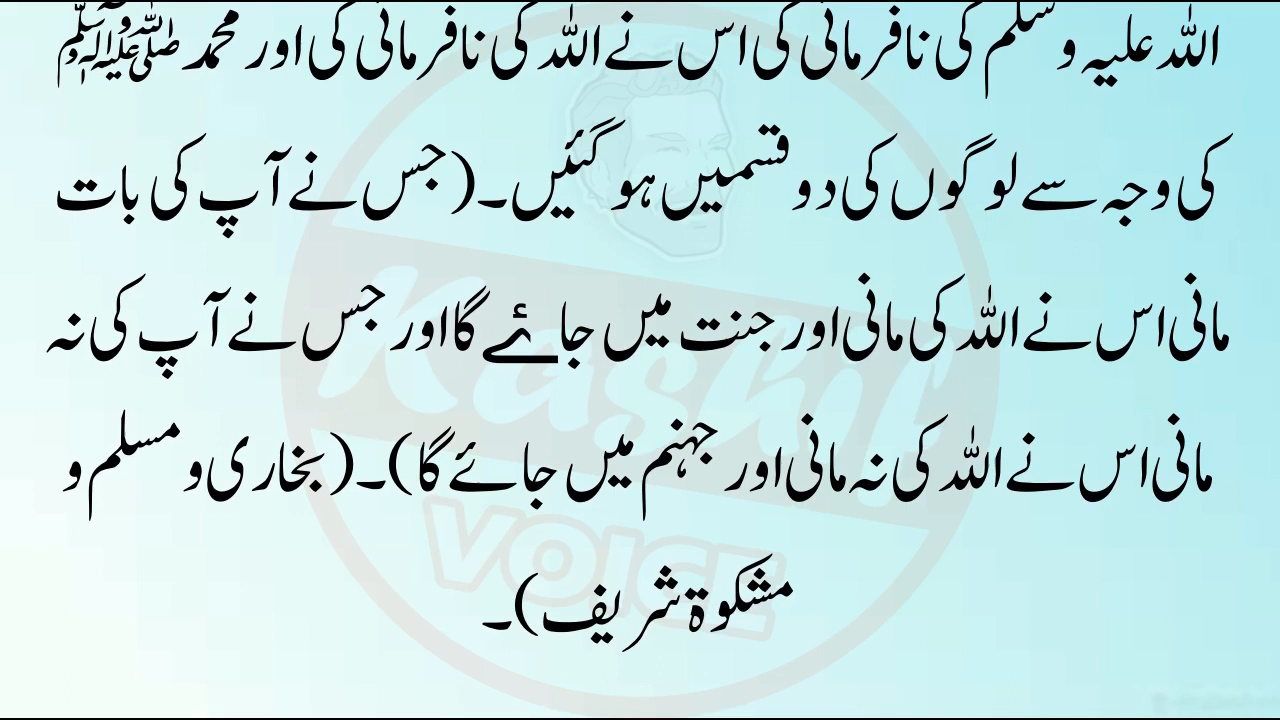 اللہ علیہ وسلم کی نافرمانی کی اس نے اللہ کی نافرمانی کی اور محمد ﷺ
کی وجہ سے لوگوں کی دو قسمیں ہو گئیں۔(جس نے آپ کی بات
مانی اس نے اللہ کی مانی اور جنت میں جائے گا اور جس نے آپ کی نہ
مانی اس نے اللہ کی نہ مانی اور جہنم میں جائے گا)۔(بخاری و مسلم و
مشکوۃ شریف)۔
Kashf
VOICE